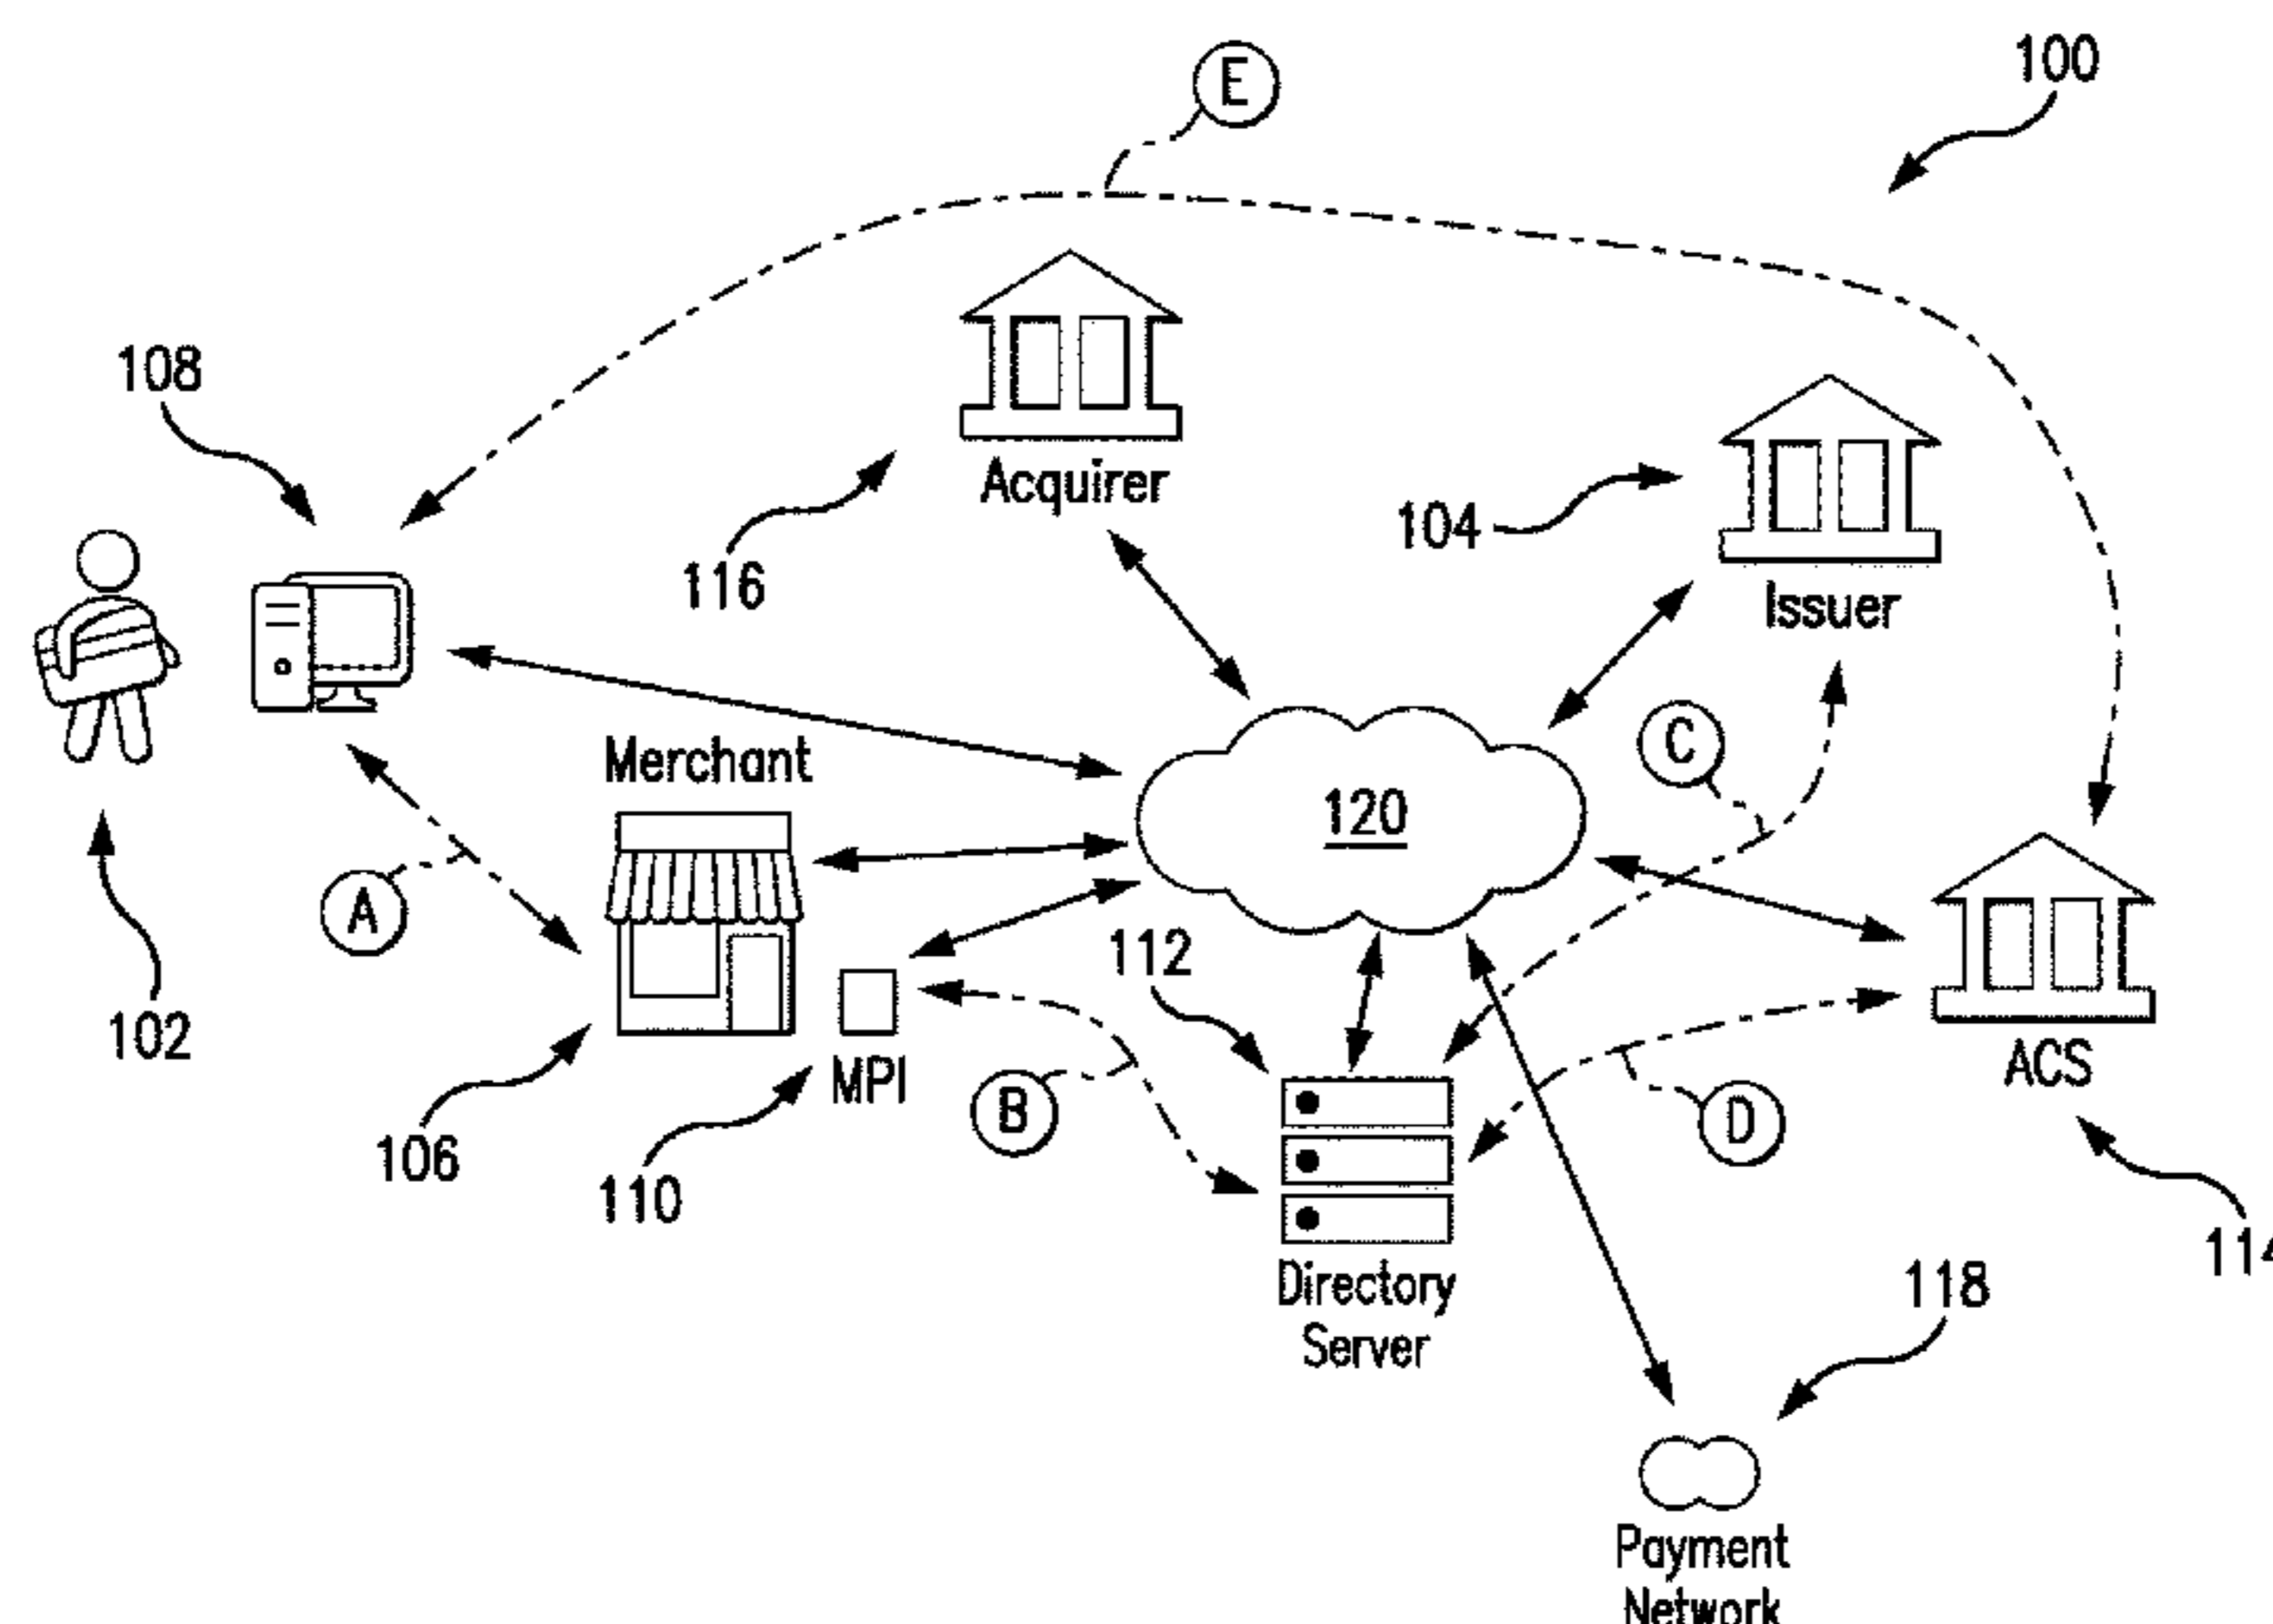 E
100
108
Acquirer
104
116
Issuer
C
Merchant
120
A
112
102
MPI
ACS
B
D
106
110
Directory
Server
118
Payment
Network